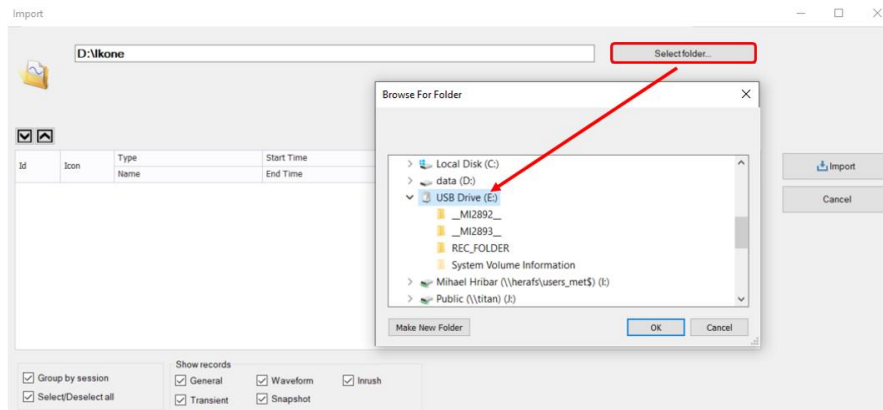 Import
D:\Ikone
Select folder...
Browse For Folder
Id
Icon
Type
Name
Start Time
End Time
Local Disk (C:)
data (D:)
USB Drive (E:)
__MI2892__
__MI2893__
REC_FOLDER
System Volume Information
Mihael Hribar (\\herafs\users_met$) (I:)
Public (\\titan) (J:)
Make New Folder
OK
Cancel
Import
Cancel
Group by session
Select/Deselect all
Show records
General
Waveform
Inrush
Transient
Snapshot